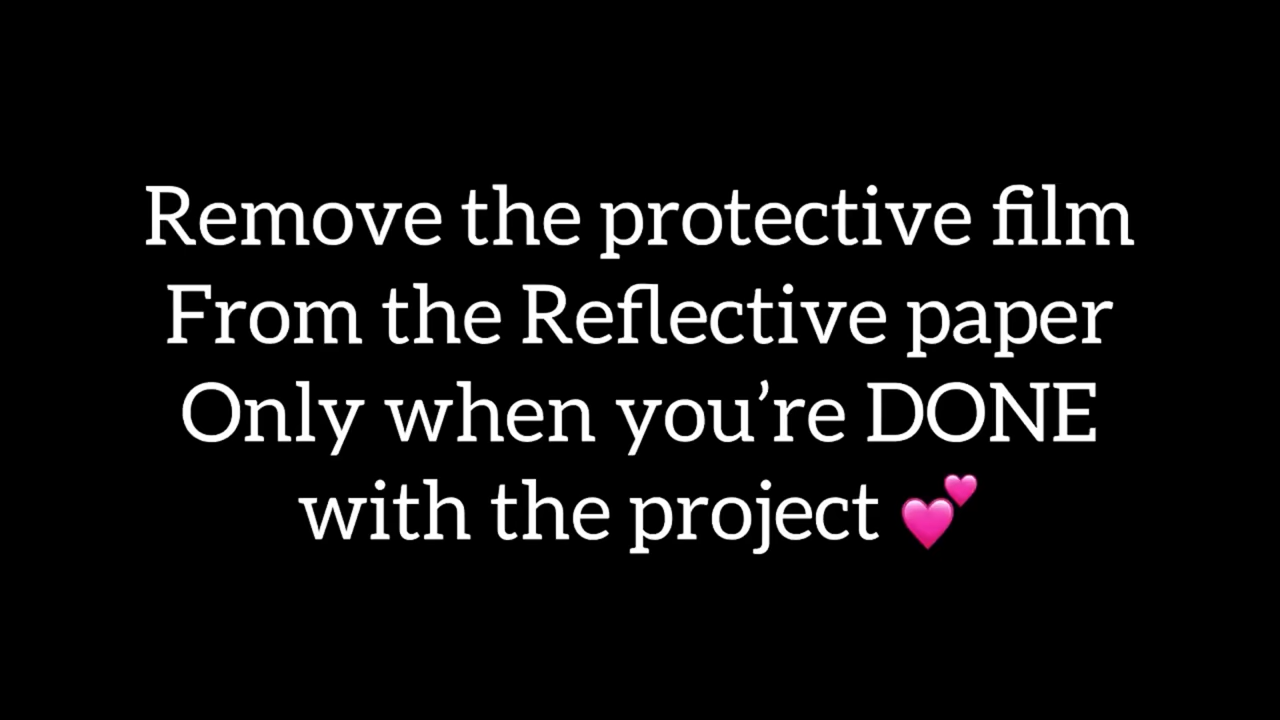 Remove the protective film
From the Reflective paper
Only when you’re DONE
with the project 💕